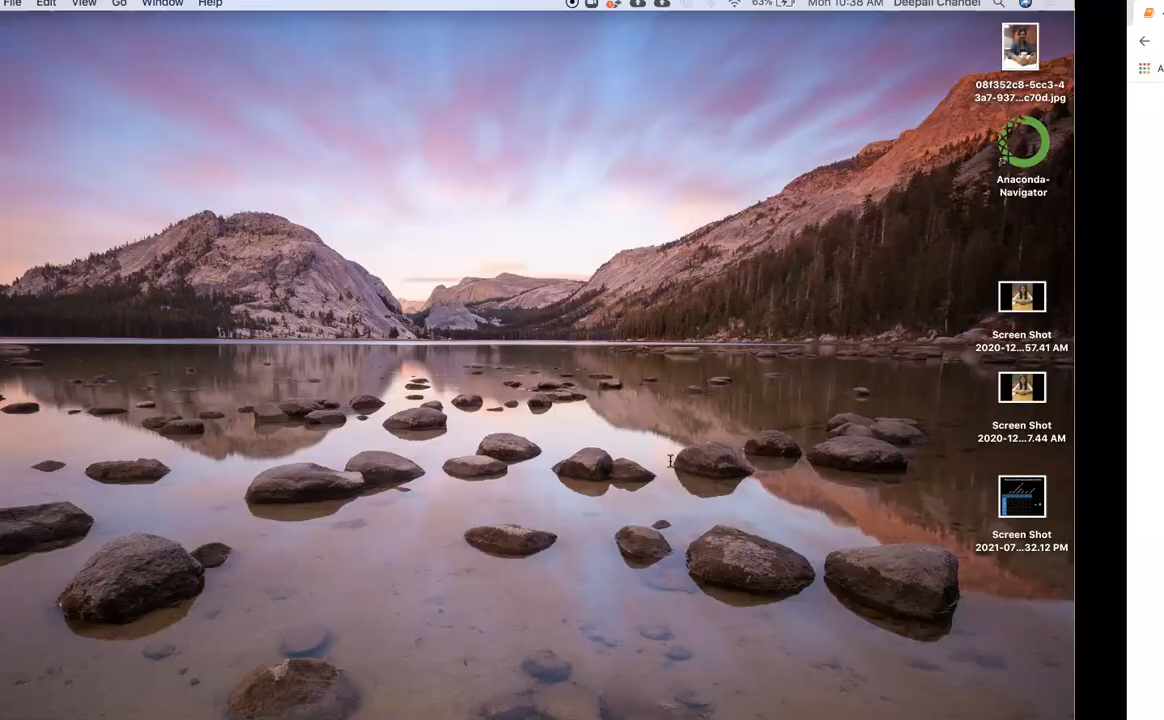 File Edit View Go Window Help 63% Mon 10:38 AM Deepali Chandel
08f352c8-5cc3-4
3a7-937...c70d.jpg
Anaconda-
Navigator
Screen Shot
2020-12...57.41 AM
Screen Shot
2020-12...7.44 AM
Screen Shot
2021-07...32.12 PM
A